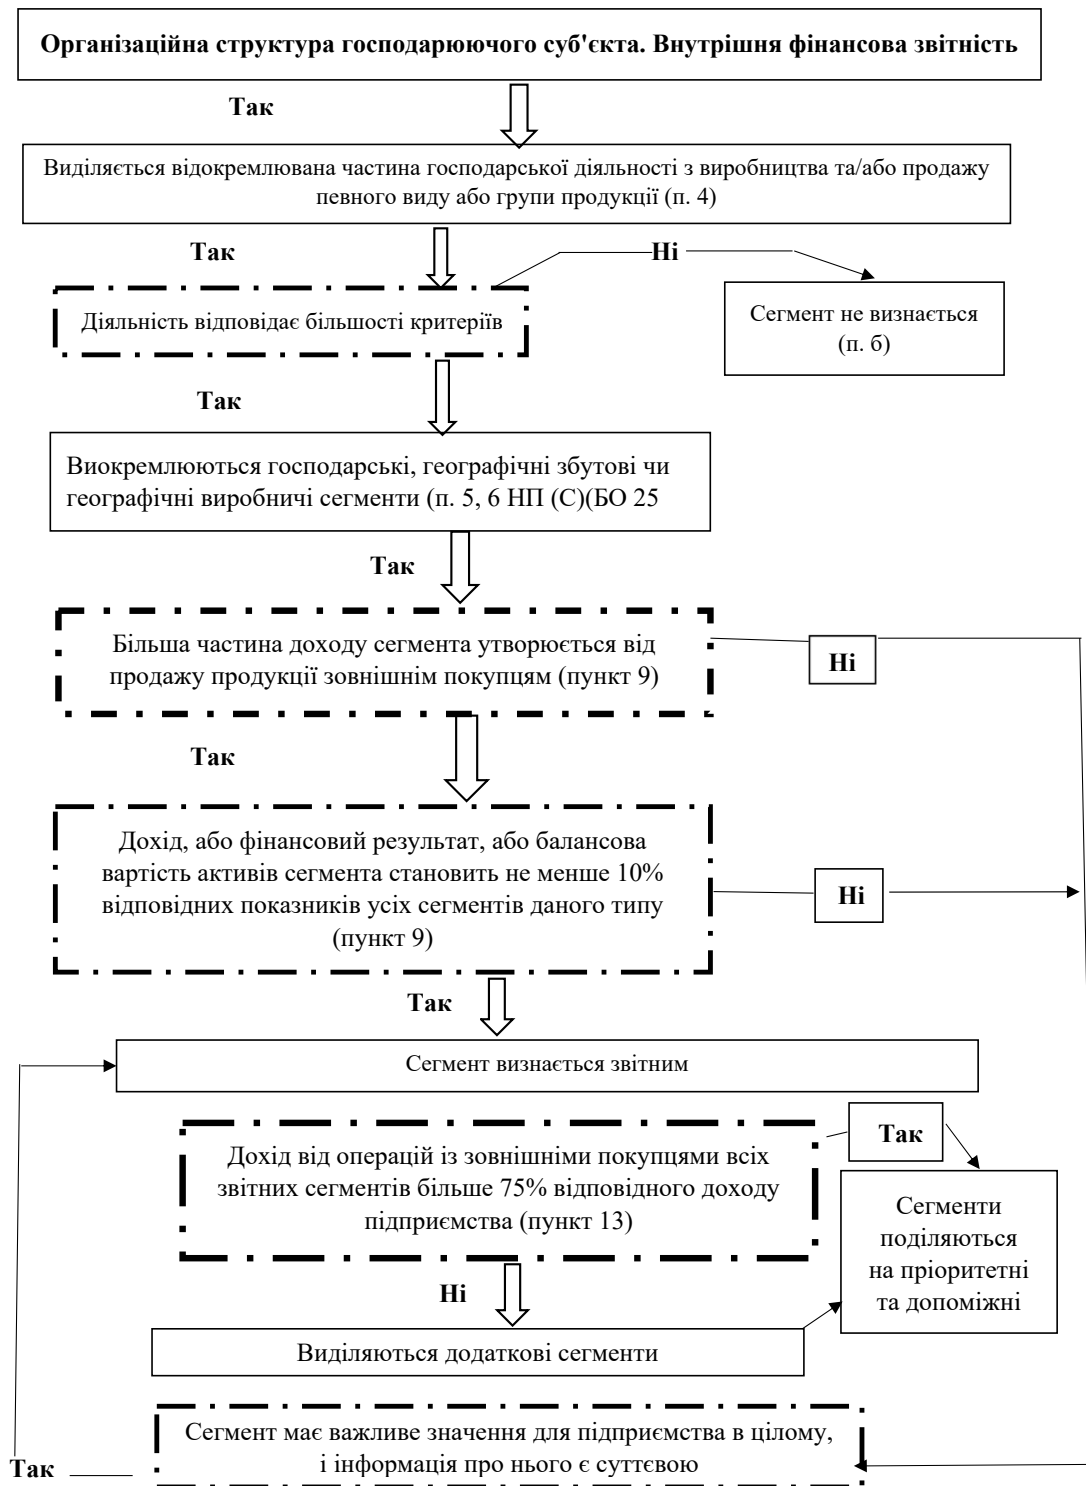 Організаційна структура господарюючого суб'єкта. Внутрішня фінансова звітність
Так
Виділяється відокремлювана частина господарської діяльності з виробництва та/або продажу
певного виду або групи продукції (п. 4)
Так
Ні
Діяльність відповідає більшості критеріїв
Сегмент не визнається
(п. б)
Так
Виокремлюються господарські, географічні збутові чи
географічні виробничі сегменти (п. 5, 6 НП (С)(БО 25
Так
Більша частина доходу сегмента утворюється від
продажу продукції зовнішнім покупцям (пункт 9)
Ні
Так
Дохід, або фінансовий результат, або балансова
вартість активів сегмента становить не менше 10%
відповідних показників усіх сегментів даного типу
(пункт 9)
Ні
Так
Сегмент визнається звітним
Дохід від операцій із зовнішніми покупцями всіх
звітних сегментів більше 75% відповідного доходу
підприємства (пункт 13)
Так
Сегменти
поділяються
на пріоритетні
та допоміжні
Ні
Виділяються додаткові сегменти
Сегмент має важливе значення для підприємства в цілому,
і інформація про нього є суттєвою
Так